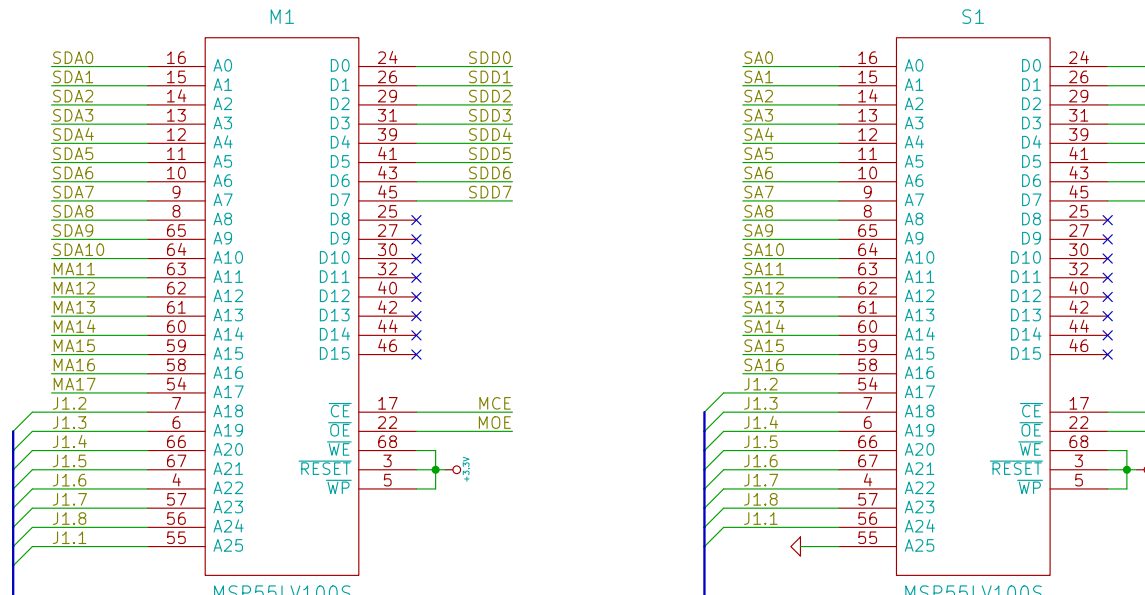 M1 S1
SDA0 16 A0 D0 24 SDD0 SA0 16 A0 D0 24
SDA1 15 A1 D1 26 SDD1 SA1 15 A1 D1 26
SDA2 14 A2 D2 29 SDD2 SA2 14 A2 D2 29
SDA3 13 A3 D3 31 SDD3 SA3 13 A3 D3 31
SDA4 12 A4 D4 39 SDD4 SA4 12 A4 D4 39
SDA5 11 A5 D5 41 SDD5 SA5 11 A5 D5 41
SDA6 10 A6 D6 43 SDD6 SA6 10 A6 D6 43
SDA7 9 A7 D7 45 SDD7 SA7 9 A7 D7 45
SDA8 8 A8 D8 25 SA8 8 A8 D8 25
SDA9 65 A9 D9 27 SA9 65 A9 D9 27
SDA10 64 A10 D10 30 SA10 64 A10 D10 30
MA11 63 A11 D11 32 SA11 63 A11 D11 32
MA12 62 A12 D12 40 SA12 62 A12 D12 40
MA13 61 A13 D13 42 SA13 61 A13 D13 42
MA14 60 A14 D14 44 SA14 60 A14 D14 44
MA15 59 A15 D15 46 SA15 59 A15 D15 46
MA16 58 A16 SA16 58 A16
MA17 54 A17 J1.2 54 A17
J1.2 7 A18 CE 17 MCE J1.3 7 A18 CE 17
J1.3 6 A19 OE 22 MOE J1.4 6 A19 OE 22
J1.4 66 A20 WE 68 J1.5 66 A20 WE 68
J1.5 67 A21 RESET 3 +3.3V J1.6 67 A21 RESET 3
J1.6 4 A22 WP 5 J1.7 4 A22 WP 5
J1.7 57 A23 J1.8 57 A23
J1.8 56 A24 J1.1 56 A24
J1.1 55 A25 55 A25
MSP55LV100S MSP55LV100S